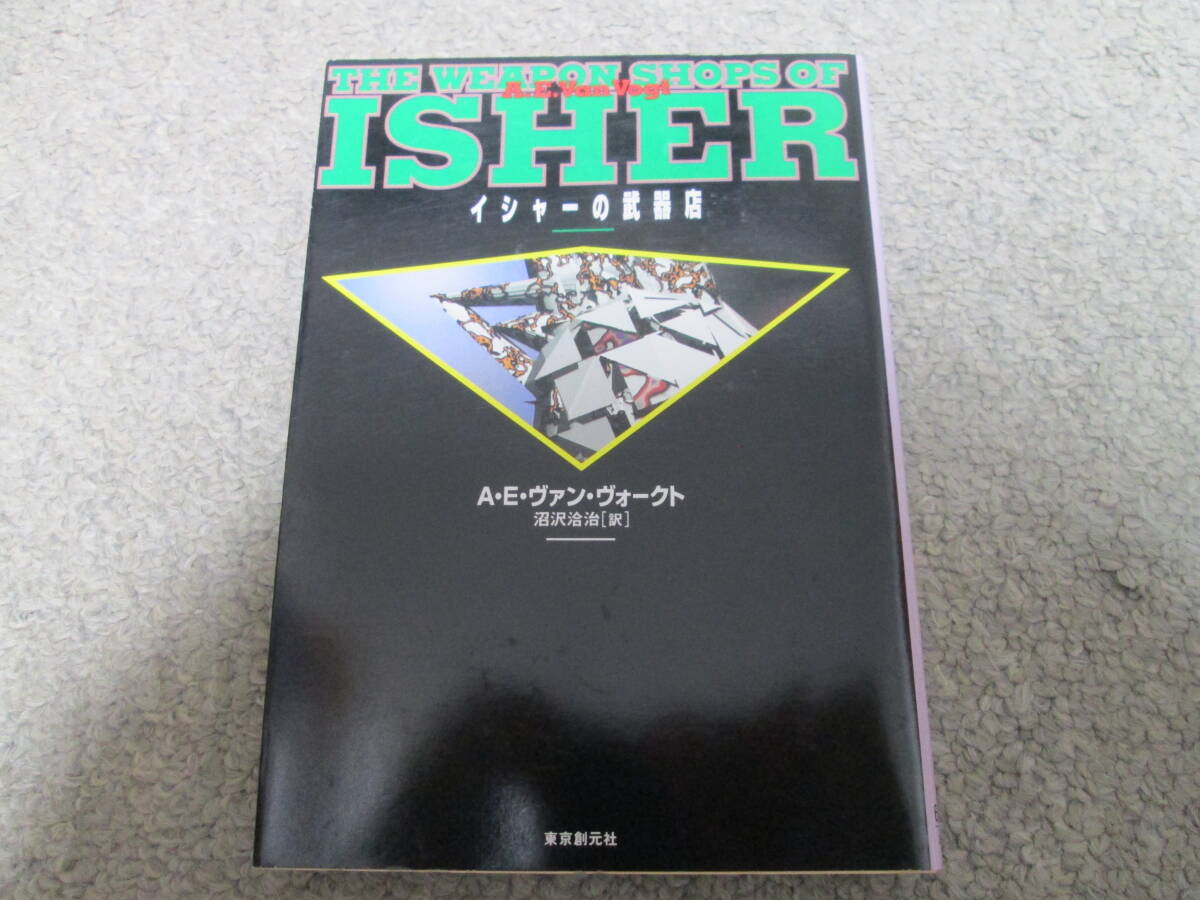 THE WEAPON SHOPS OF
A.E.Van Vogt
ISHER
イシャーの武器店
A・E・ヴァン・ヴォークト
沼沢洽治[訳]
東京創元社